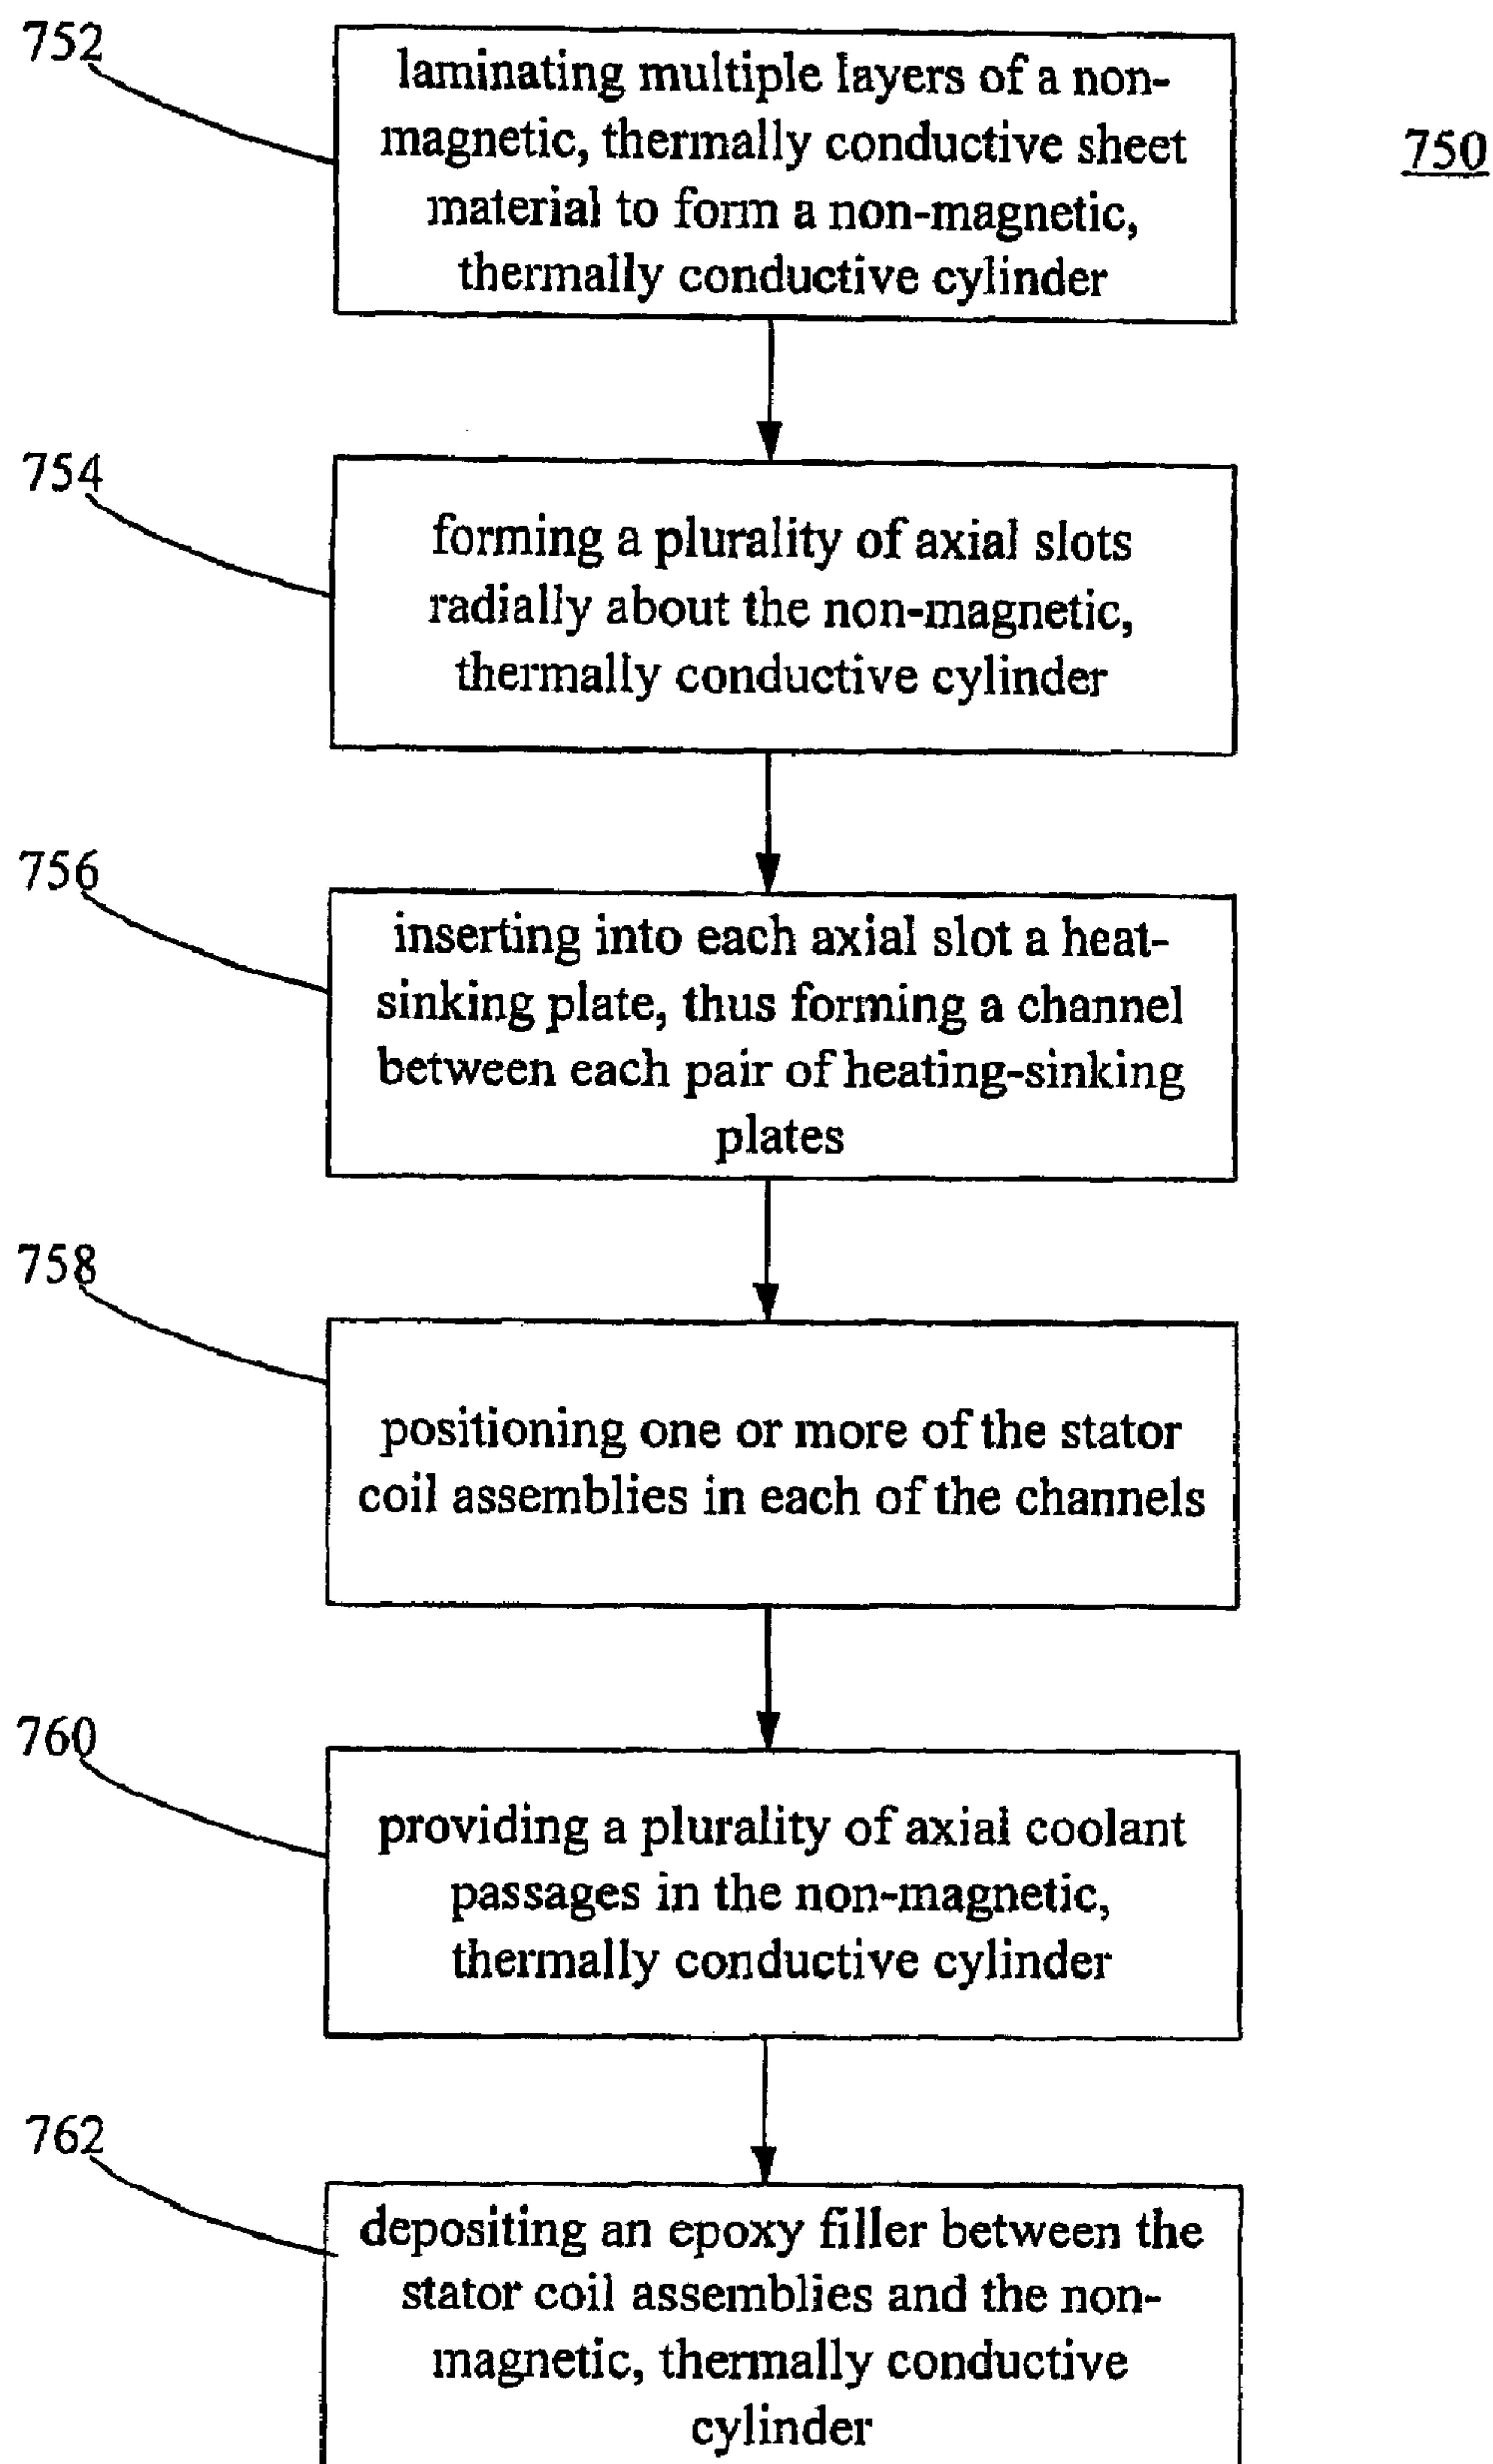 752
laminating multiple layers of a non-
magnetic, thermally conductive sheet
material to form a non-magnetic,
thermally conductive cylinder
750
754
forming a plurality of axial slots
radially about the non-magnetic,
thermally conductive cylinder
756
inserting into each axial slot a heat-
sinking plate, thus forming a channel
between each pair of heating-sinking
plates
758
positioning one or more of the stator
coil assemblies in each of the channels
760
providing a plurality of axial coolant
passages in the non-magnetic,
thermally conductive cylinder
762
depositing an epoxy filler between the
stator coil assemblies and the non-
magnetic, thermally conductive
cylinder